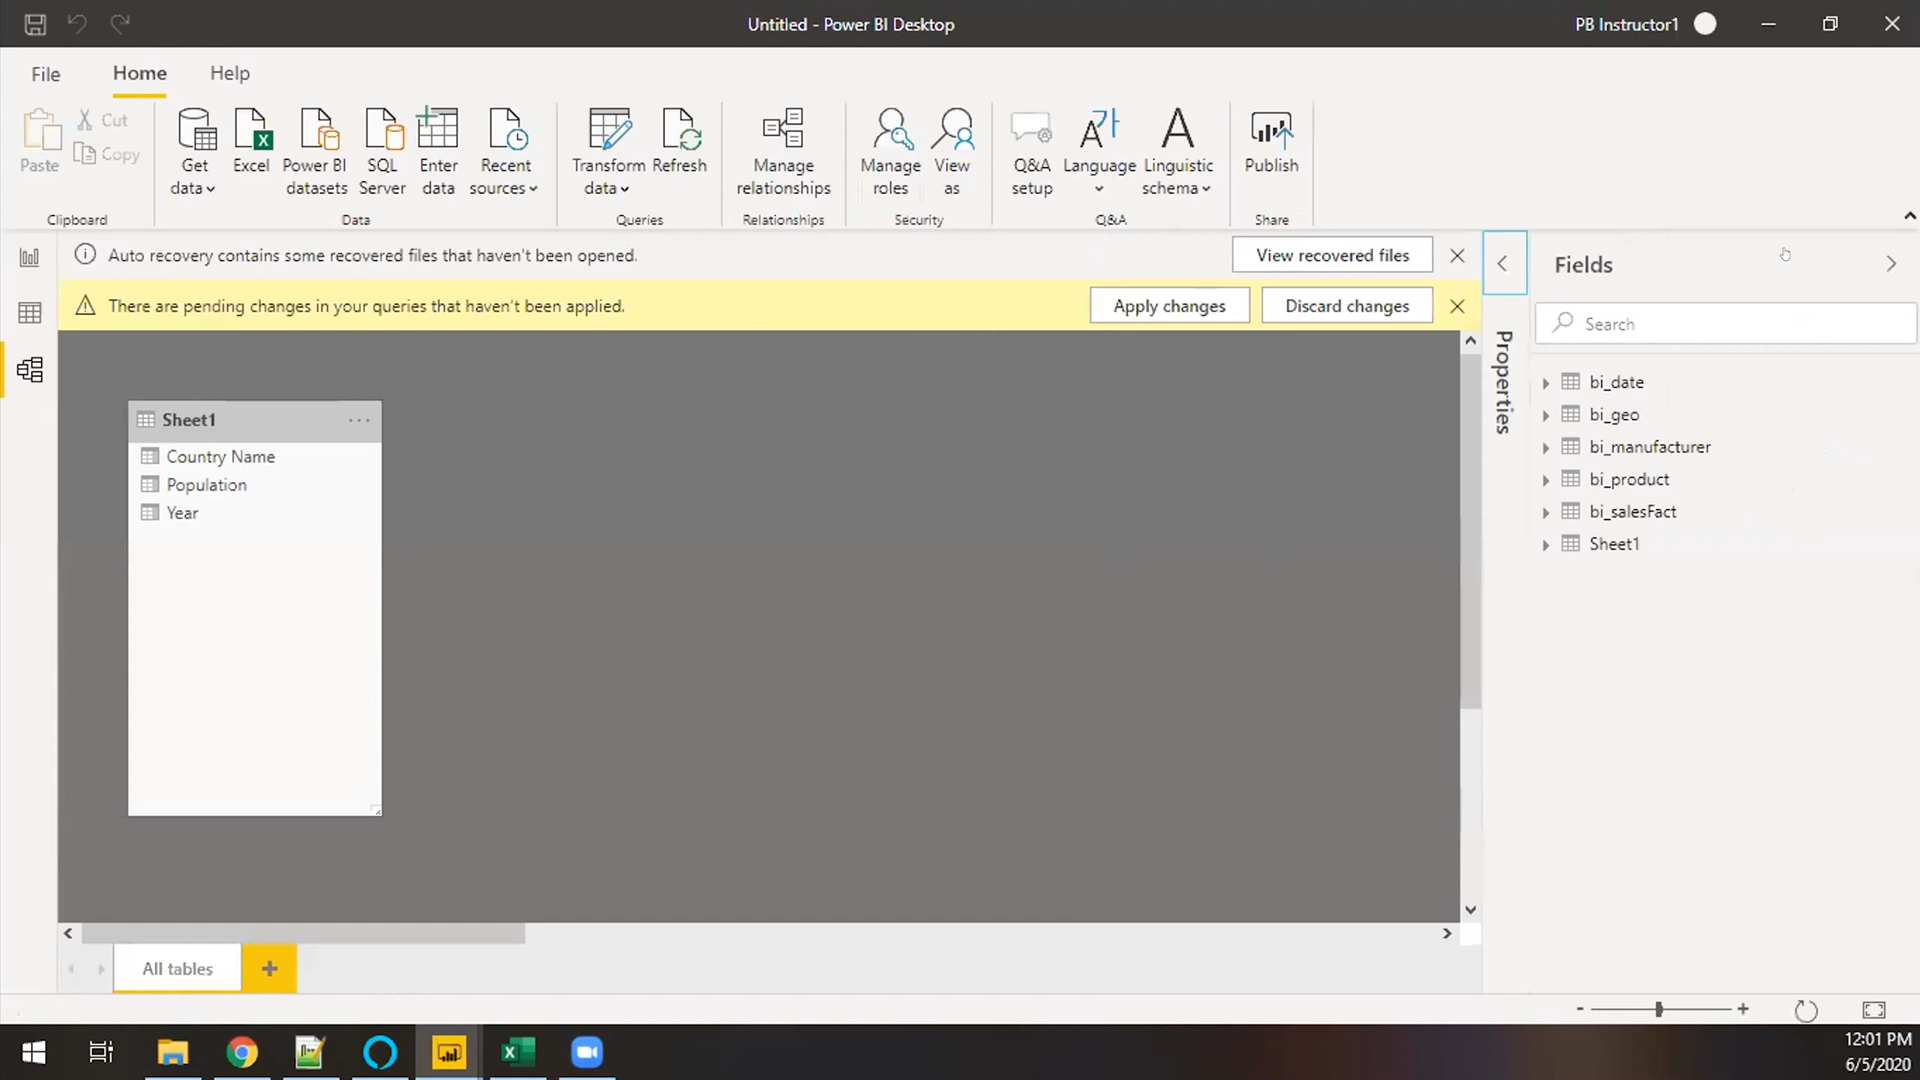 Untitled - Power BI Desktop
PB Instructor1
File
Home
Help
Paste
Cut
Copy
Clipboard
Get data
Excel
Power BI datasets
SQL Server
Enter data
Recent sources
Data
Transform data
Refresh
Queries
Manage relationships
Relationships
Manage roles
View as
Security
Q&A setup
Language
Linguistic schema
Q&A
Publish
Share
Auto recovery contains some recovered files that haven't been opened.
View recovered files
There are pending changes in your queries that haven't been applied.
Apply changes
Discard changes
Sheet1
Country Name
Population
Year
Properties
Fields
Search
bi_date
bi_geo
bi_manufacturer
bi_product
bi_salesFact
Sheet1
All tables
12:01 PM
6/5/2020